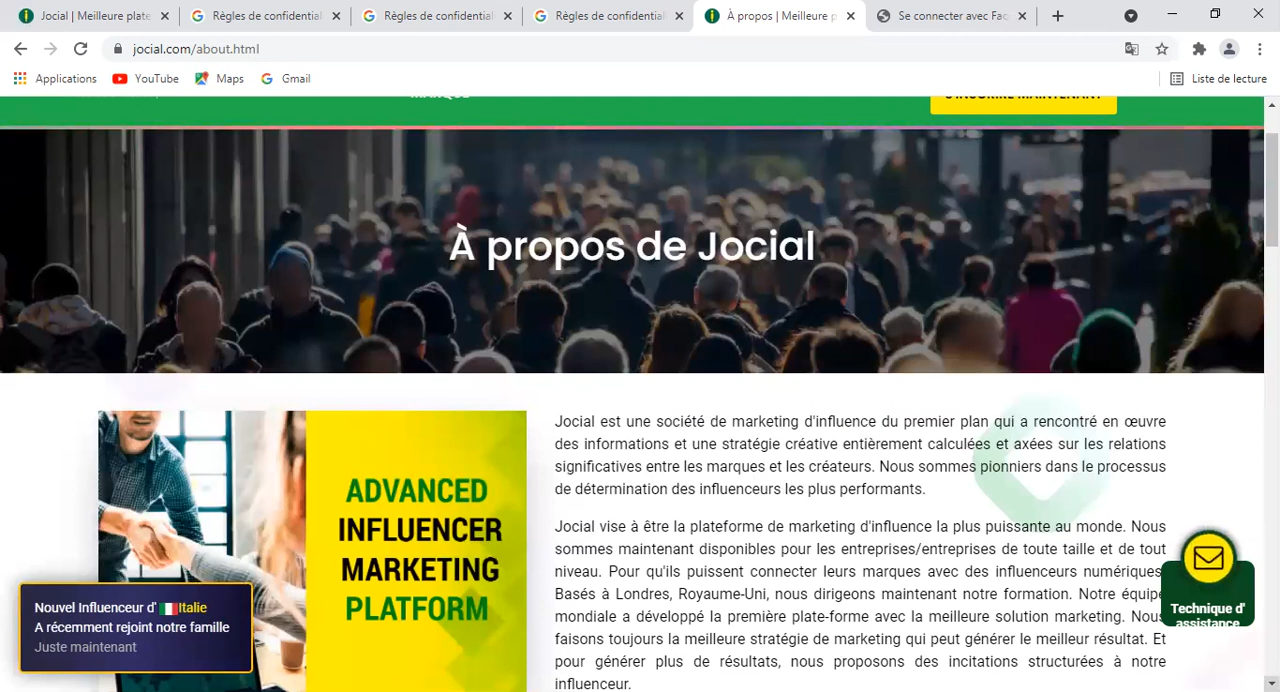 Jocial | Meilleure plate
Règles de confidential
Règles de confidential
Règles de confidential
À propos | Meilleure p
Se connecter avec Fac
jocial.com/about.html
Applications
YouTube
Maps
Gmail
Liste de lecture
MARQUE
S'INSCRIRE MAINTENANT
À propos de Jocial
ADVANCED
INFLUENCER
MARKETING
PLATFORM
Jocial est une société de marketing d'influence du premier plan qui a rencontré en œuvre
des informations et une stratégie créative entièrement calculées et axées sur les relations
significatives entre les marques et les créateurs. Nous sommes pionniers dans le processus
de détermination des influenceurs les plus performants.
Jocial vise à être la plateforme de marketing d'influence la plus puissante au monde. Nous
sommes maintenant disponibles pour les entreprises/entreprises de toute taille et de tout
niveau. Pour qu'ils puissent connecter leurs marques avec des influenceurs numériques.
Basés à Londres, Royaume-Uni, nous dirigeons maintenant notre formation. Notre équipe
mondiale a développé la première plate-forme avec la meilleure solution marketing. Nous
faisons toujours la meilleure stratégie de marketing qui peut générer le meilleur résultat. Et
pour générer plus de résultats, nous proposons des incitations structurées à notre
influenceur.
Nouvel Influenceur d' Italie
A récemment rejoint notre famille
Juste maintenant
Technique d'
assistance